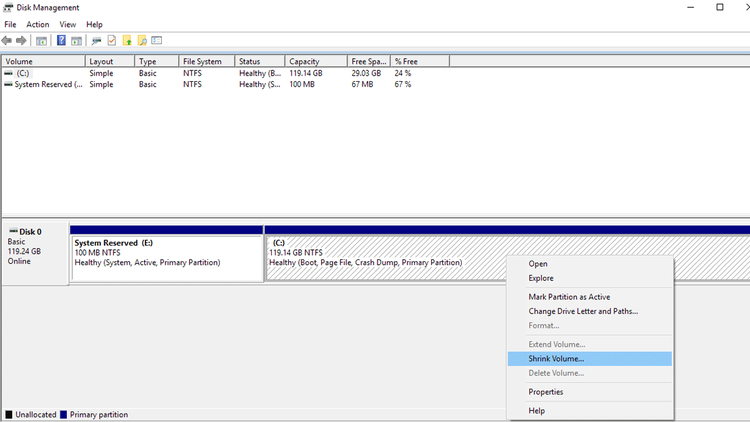 Disk Management
File Action View Help
Volume Layout Type File System Status Capacity Free Spa... % Free
(C:) Simple Basic NTFS Healthy (B... 119.14 GB 29.03 GB 24 %
System Reserved (... Simple Basic NTFS Healthy (S... 100 MB 67 MB 67 %
Disk 0
Basic
119.24 GB
Online
System Reserved (E:)
100 MB NTFS
Healthy (System, Active, Primary Partition)
(C:)
119.14 GB NTFS
Healthy (Boot, Page File, Crash Dump, Primary Partition)
Open
Explore
Mark Partition as Active
Change Drive Letter and Paths...
Format...
Extend Volume...
Shrink Volume...
Delete Volume...
Properties
Help
Unallocated Primary partition